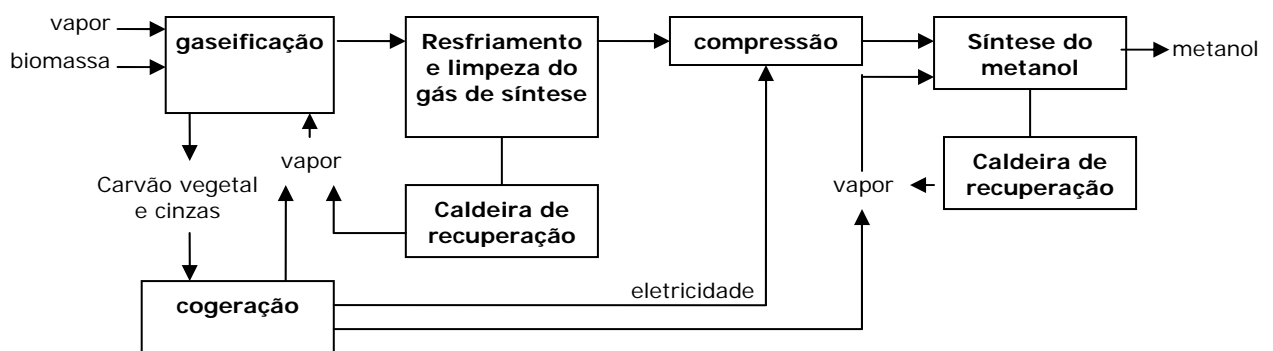 vapor
biomassa
gaseificação
Resfriamento
e limpeza do
gás de síntese
compressão
Síntese do
metanol
metanol
vapor
Carvão vegetal
e cinzas
Caldeira de
recuperação
vapor
Caldeira de
recuperação
eletricidade
cogeração